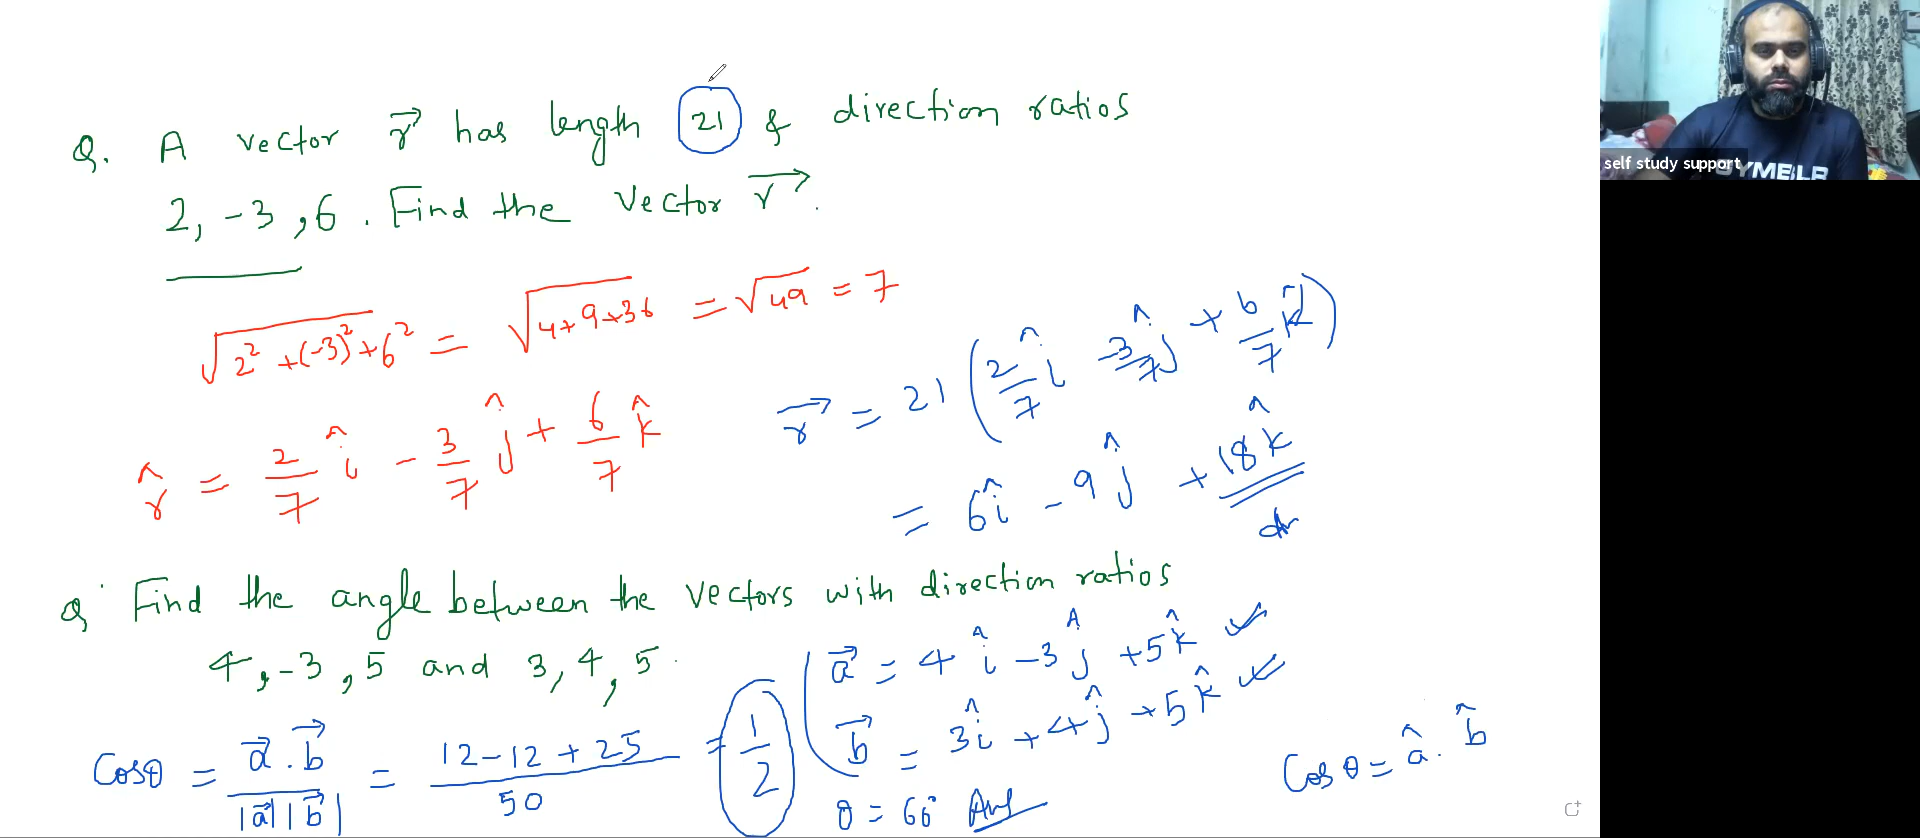 Q. A vector r⃗ has length 21 & direction ratios
2, -3, 6. Find the vector r⃗.
√(2² + (-3)² + 6²) = √(4+9+36) = √49 = 7
r̂ = 2/7 î - 3/7 ĵ + 6/7 k̂
r⃗ = 21 (2/7 î - 3/7 ĵ + 6/7 k̂)
= 6î - 9ĵ + 18k̂
Q. Find the angle between the vectors with direction ratios
4, -3, 5 and 3, 4, 5.
a⃗ = 4î - 3ĵ + 5k̂ ✓
b⃗ = 3î + 4ĵ + 5k̂ ✓
Cosθ = a⃗ . b⃗ / |a⃗| |b⃗| = 12 - 12 + 25 / 50 = 1/2
θ = 60° Ans
Cos θ = â . b̂
self study support